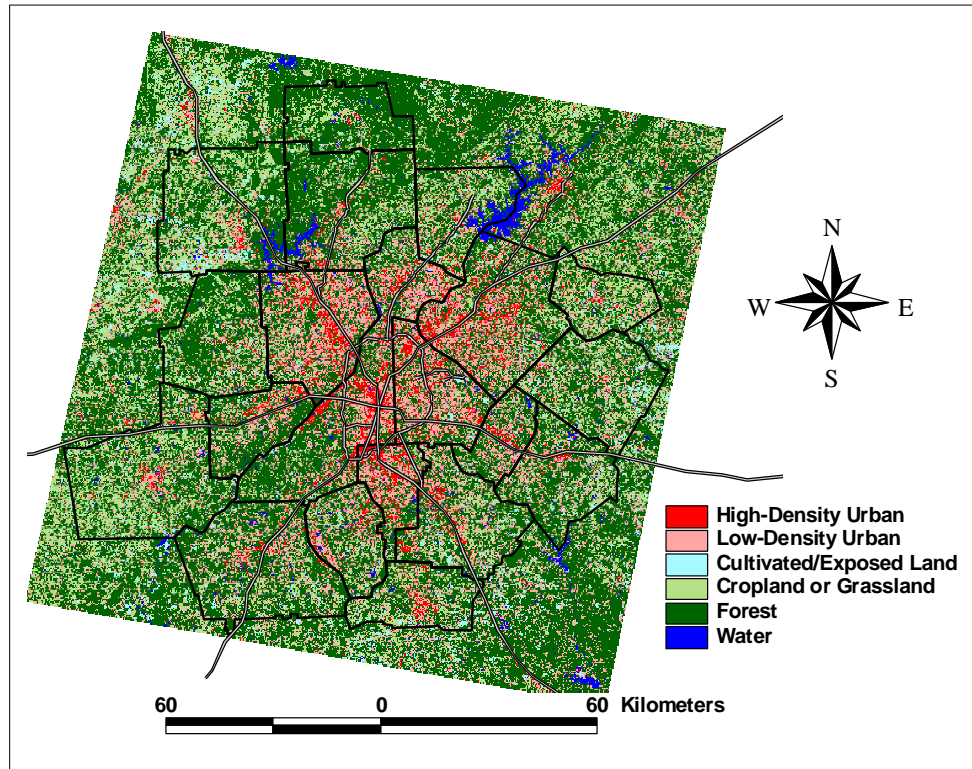 N
W E
S
High-Density Urban
Low-Density Urban
Cultivated/Exposed Land
Cropland or Grassland
Forest
Water
60 0 60 Kilometers